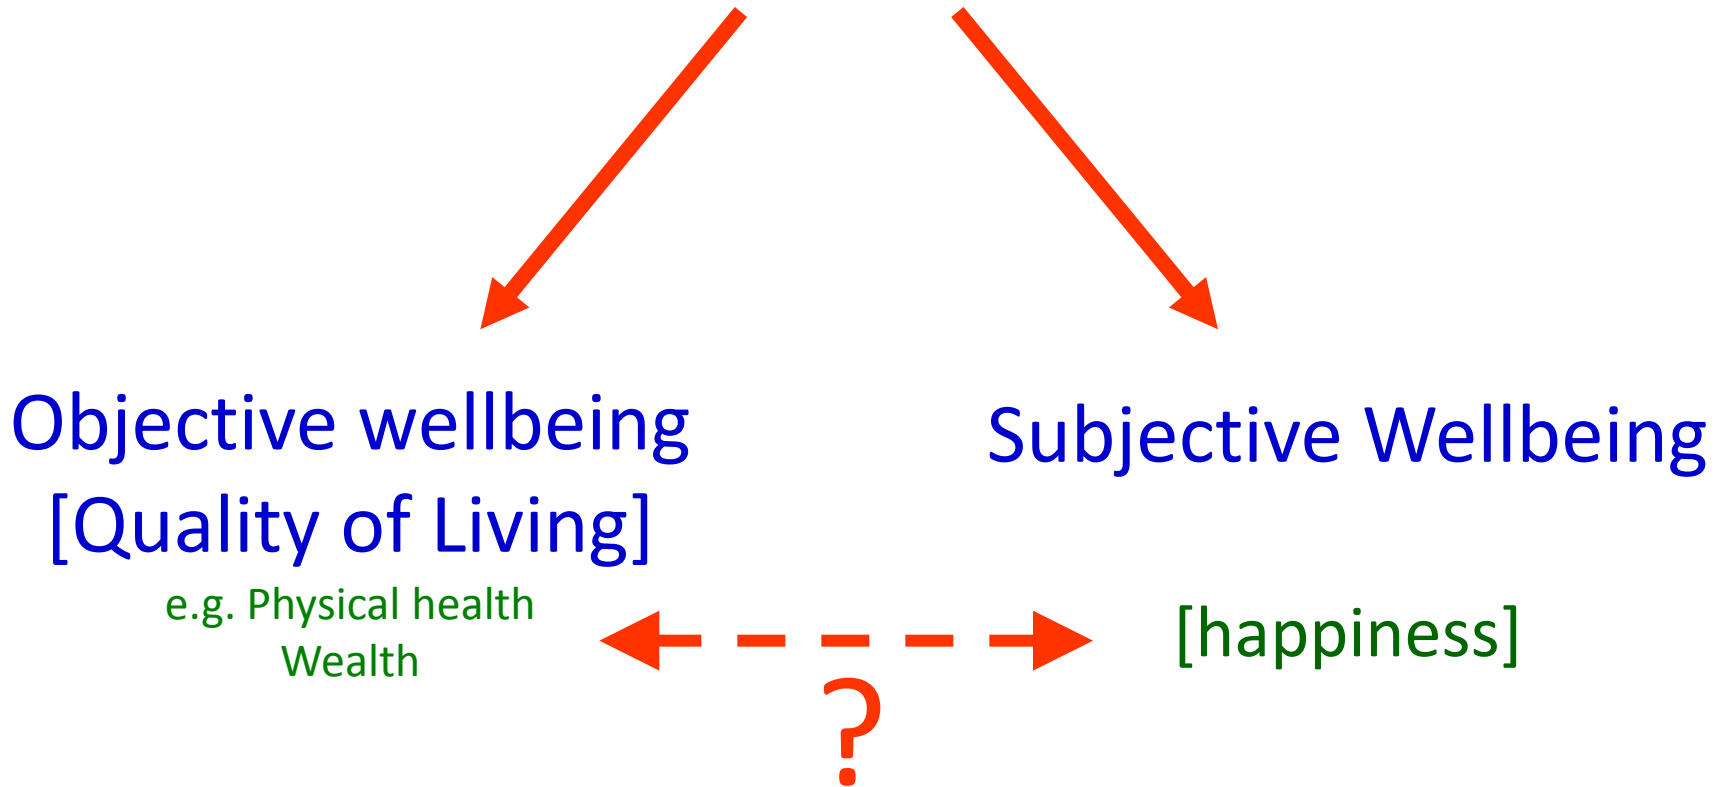 Objective wellbeing
Subjective Wellbeing
[Quality of Living]
e.g. Physical health
Wealth
[happiness]
?